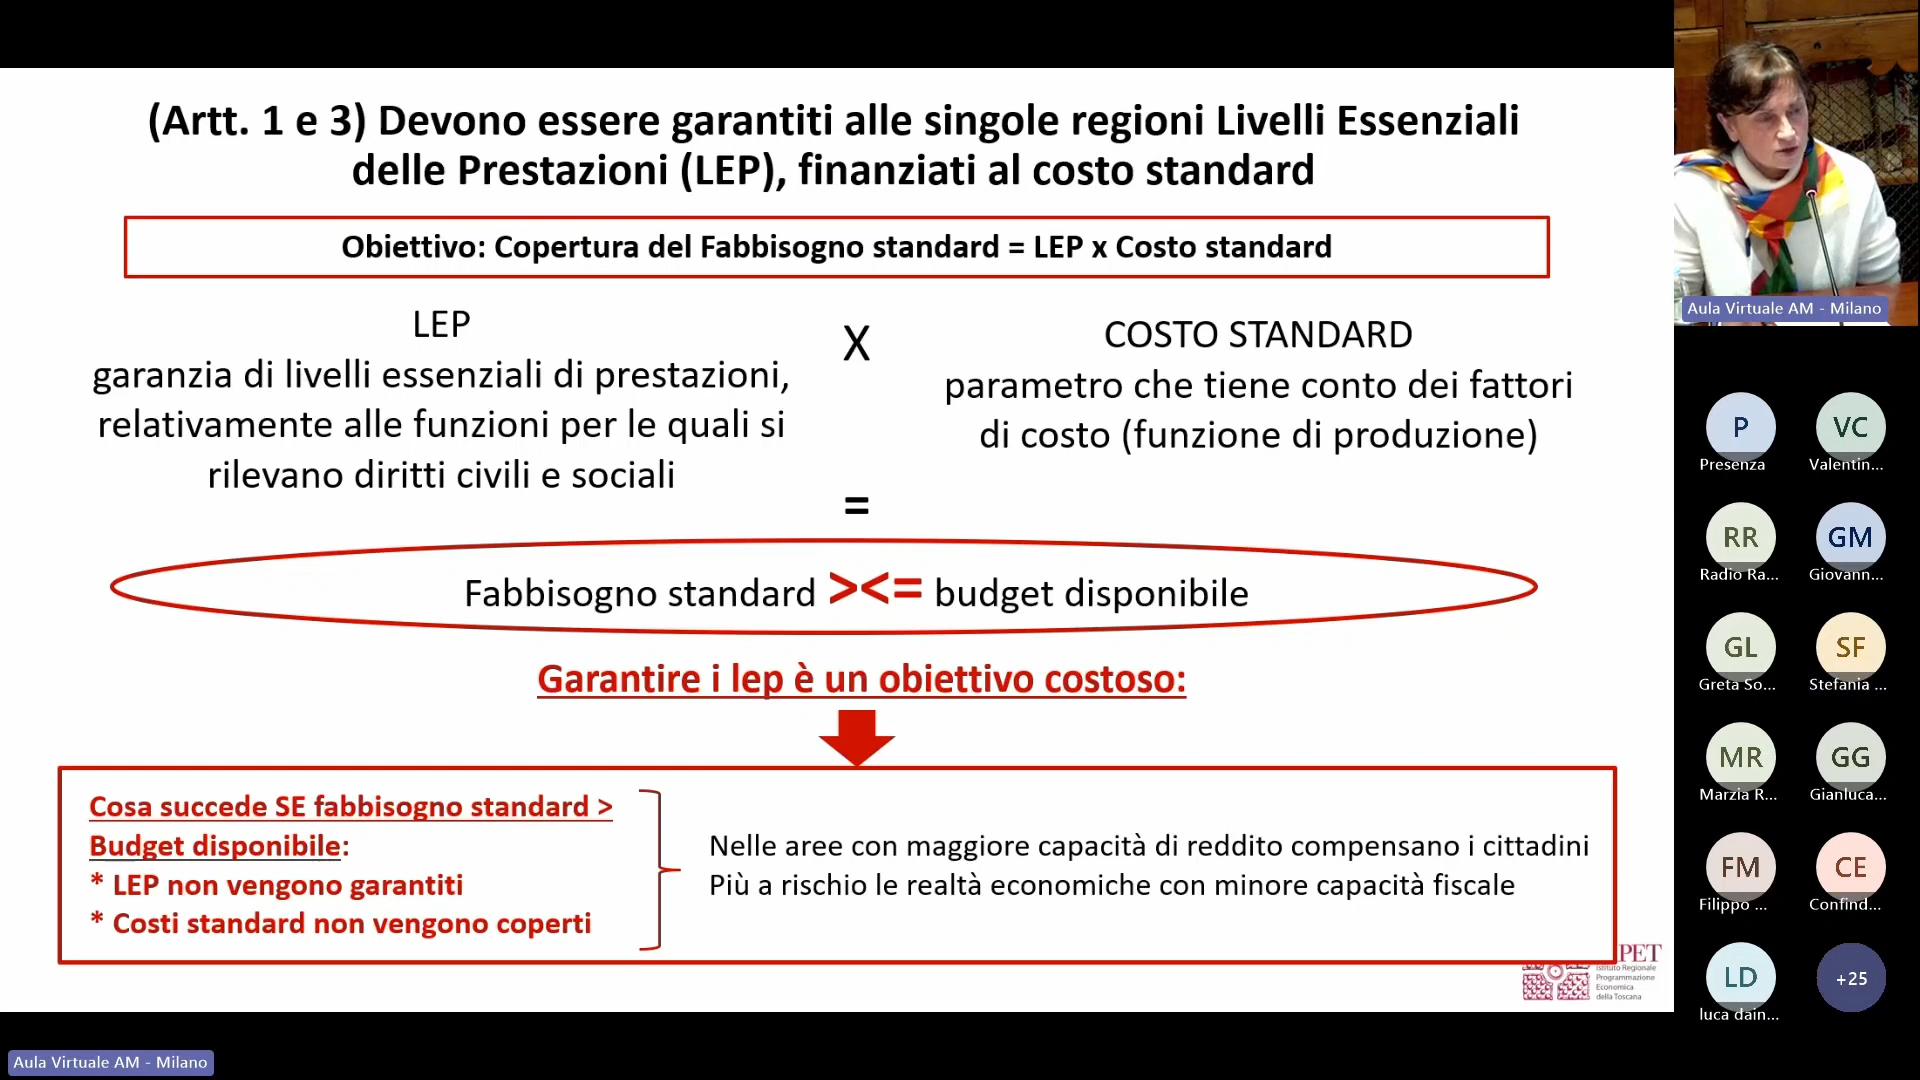 (Artt. 1 e 3) Devono essere garantiti alle singole regioni Livelli Essenziali
delle Prestazioni (LEP), finanziati al costo standard
Obiettivo: Copertura del Fabbisogno standard = LEP x Costo standard
LEP
garanzia di livelli essenziali di prestazioni,
relativamente alle funzioni per le quali si
rilevano diritti civili e sociali
X
COSTO STANDARD
parametro che tiene conto dei fattori
di costo (funzione di produzione)
=
Fabbisogno standard ><= budget disponibile
Garantire i lep è un obiettivo costoso:
Cosa succede SE fabbisogno standard >
Budget disponibile:
* LEP non vengono garantiti
* Costi standard non vengono coperti
Nelle aree con maggiore capacità di reddito compensano i cittadini
Più a rischio le realtà economiche con minore capacità fiscale
PET
Istituto Regionale
Programmazione
Economica
della Toscana
Aula Virtuale AM - Milano
Aula Virtuale AM - Milano
P
Presenza
VC
Valentin...
RR
Radio Ra...
GM
Giovann...
GL
Greta So...
SF
Stefania ...
MR
Marzia R...
GG
Gianluca...
FM
Filippo ...
CE
Confind...
LD
luca dain...
+25